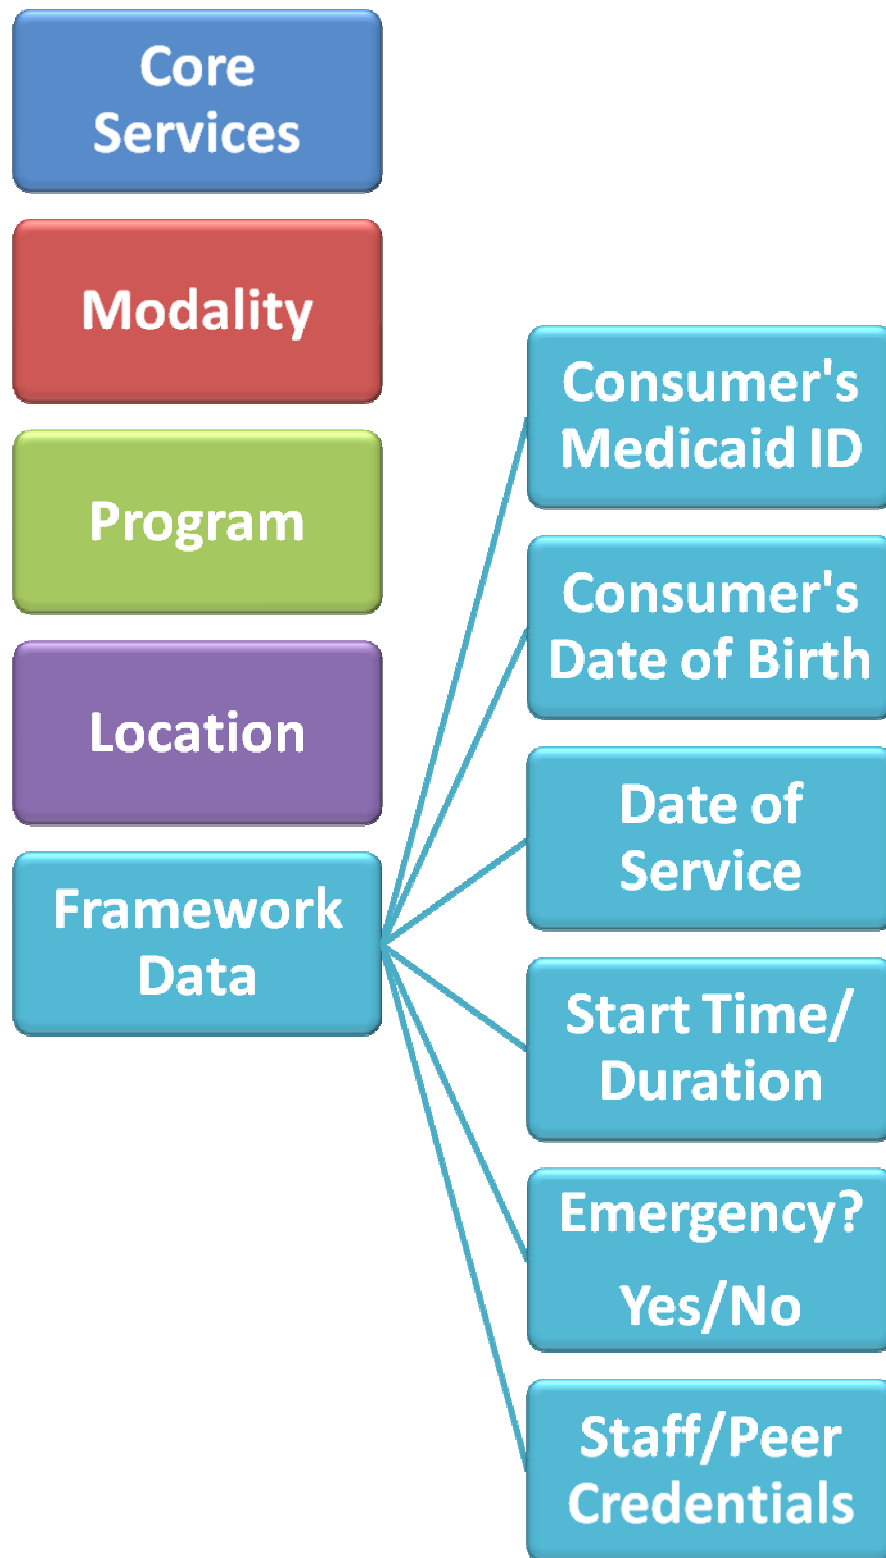 Core
Services
Modality
Program
Location
Framework
Data
Consumer's
Medicaid ID
Consumer's
Date of Birth
Date of
Service
Start Time/
Duration
Emergency?
Yes/No
Staff/Peer
Credentials